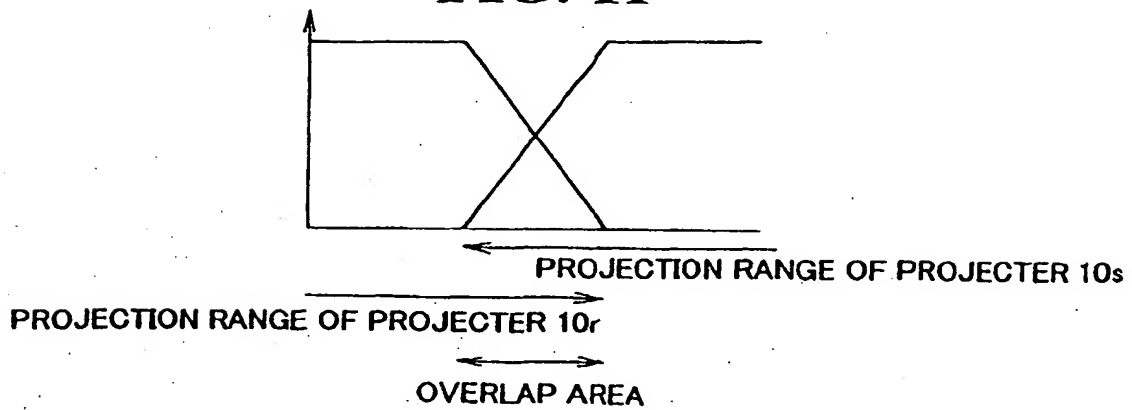 PROJECTION RANGE OF PROJECTER 10s
PROJECTION RANGE OF PROJECTER 10r
OVERLAP AREA